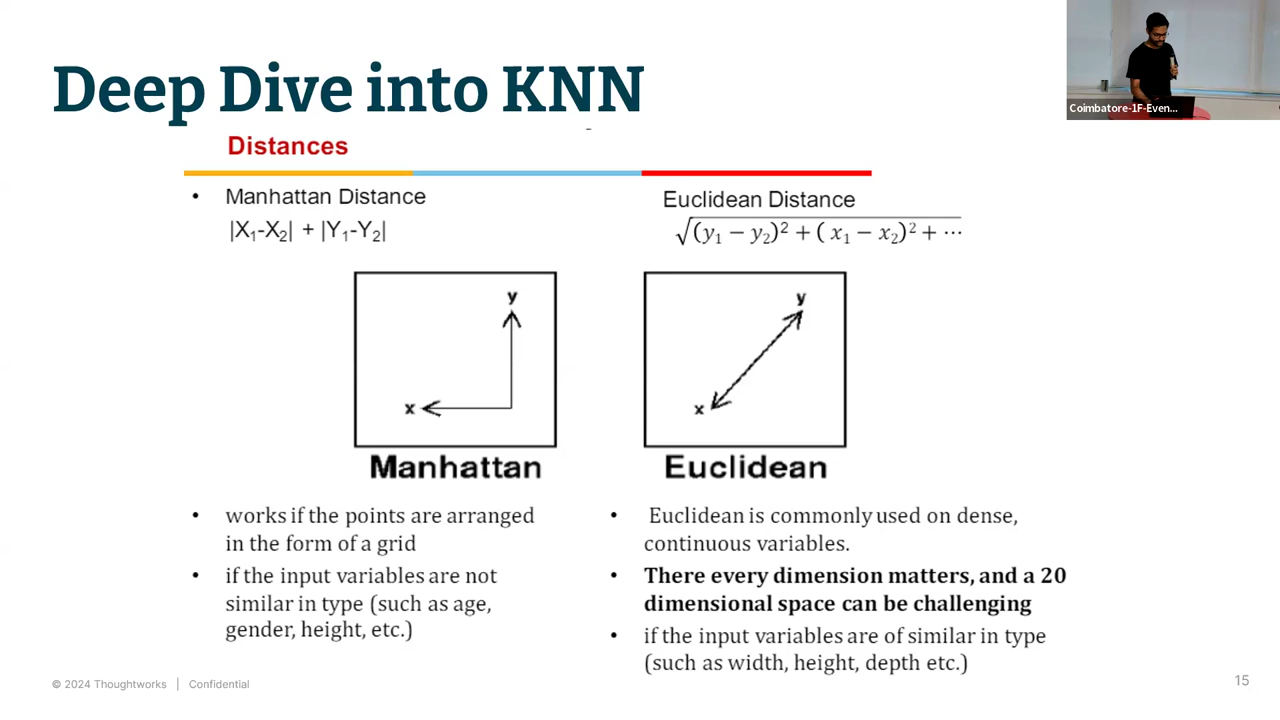 Deep Dive into KNN
Coimbatore-1F-Even...
Distances
• Manhattan Distance
|X₁-X₂| + |Y₁-Y₂|
Euclidean Distance
√(y₁ − y₂)² + ( x₁ − x₂)² + ⋯
y
x
Manhattan
y
x
Euclidean
• works if the points are arranged
in the form of a grid
• if the input variables are not
similar in type (such as age,
gender, height, etc.)
• Euclidean is commonly used on dense,
continuous variables.
• There every dimension matters, and a 20
dimensional space can be challenging
• if the input variables are of similar in type
(such as width, height, depth etc.)
© 2024 Thoughtworks | Confidential
15